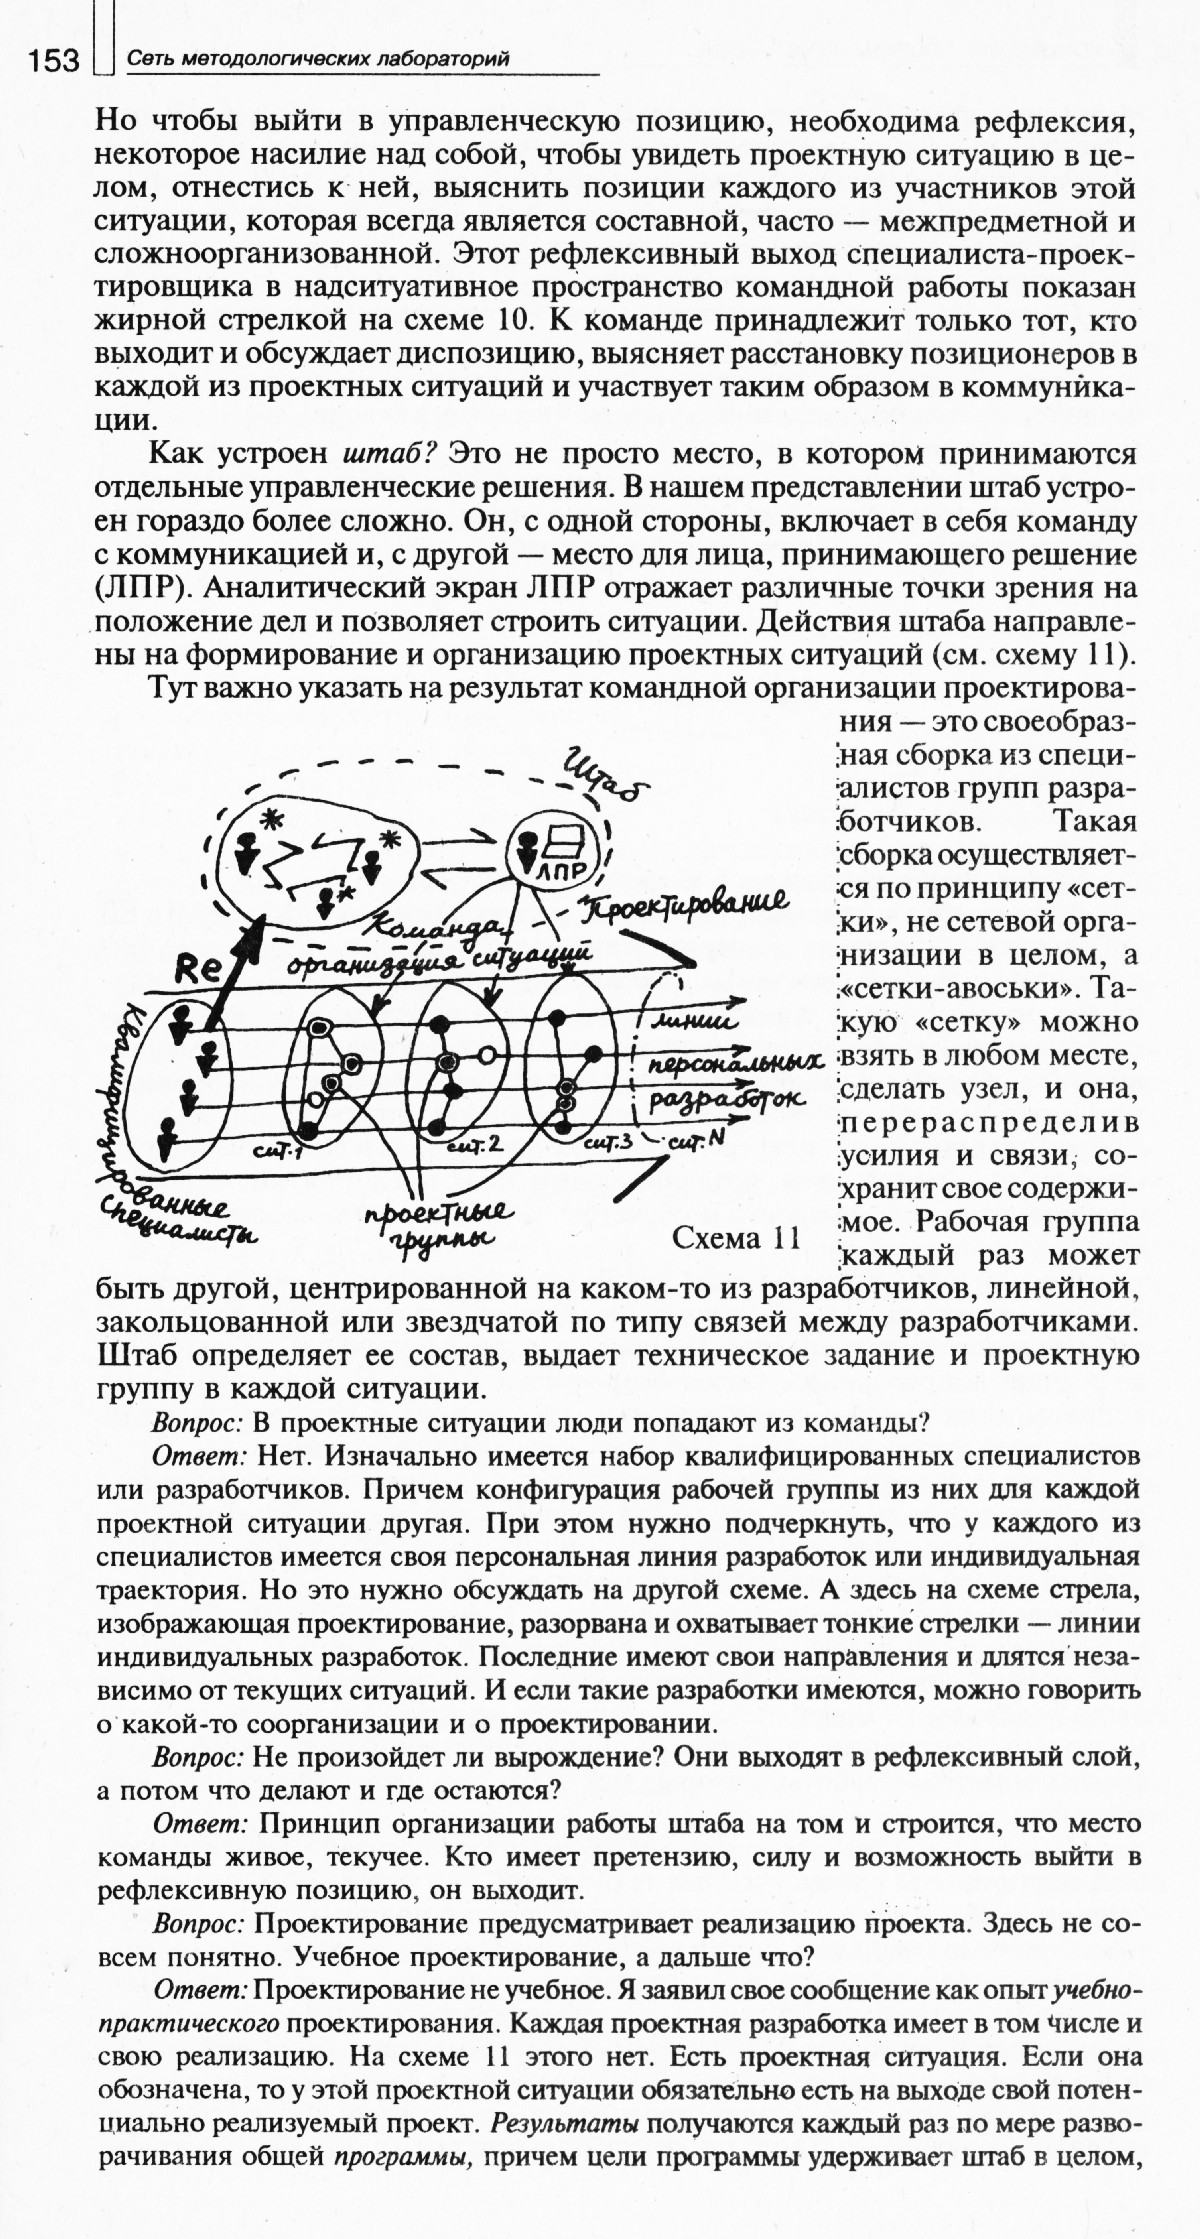 153
Сеть методологических лабораторий
Но чтобы выйти в управленческую позицию, необходима рефлексия,
некоторое насилие над собой, чтобы увидеть проектную ситуацию в це-
лом, отнестись к ней, выяснить позиции каждого из участников этой
ситуации, которая всегда является составной, часто — межпредметной и
сложноорганизованной. Этот рефлексивный выход специалиста-проек-
тировщика в надситуативное пространство командной работы показан
жирной стрелкой на схеме 10. К команде принадлежит только тот, кто
выходит и обсуждает диспозицию, выясняет расстановку позиционеров в
каждой из проектных ситуаций и участвует таким образом в коммуника-
ции.
Как устроен штаб? Это не просто место, в котором принимаются
отдельные управленческие решения. В нашем представлении штаб устро-
ен гораздо более сложно. Он, с одной стороны, включает в себя команду
с коммуникацией и, с другой — место для лица, принимающего решение
(ЛПР). Аналитический экран ЛПР отражает различные точки зрения на
положение дел и позволяет строить ситуации. Действия штаба направле-
ны на формирование и организацию проектных ситуаций (см. схему 11).
Тут важно указать на результат командной организации проектирова-
ния — это своеобраз-
ная сборка из специ-
алистов групп разра-
ботчиков. Такая
сборка осуществляет-
ся по принципу «сет-
ки», не сетевой орга-
низации в целом, а
«сетки-авоськи». Та-
кую «сетку» можно
взять в любом месте,
сделать узел, и она,
перераспределив
усилия и связи, со-
хранит свое содержи-
мое. Рабочая группа
каждый раз может
Штаб
ЛПР
Команда
Проектирование
организация ситуаций
Re
линии
персональных
разработок
сит.1
сит.2
сит.3
сит.N
Квалифицированные
специалисты
проектные
группы
Схема 11
быть другой, центрированной на каком-то из разработчиков, линейной,
закольцованной или звездчатой по типу связей между разработчиками.
Штаб определяет ее состав, выдает техническое задание и проектную
группу в каждой ситуации.
Вопрос: В проектные ситуации люди попадают из команды?
Ответ: Нет. Изначально имеется набор квалифицированных специалистов
или разработчиков. Причем конфигурация рабочей группы из них для каждой
проектной ситуации другая. При этом нужно подчеркнуть, что у каждого из
специалистов имеется своя персональная линия разработок или индивидуальная
траектория. Но это нужно обсуждать на другой схеме. А здесь на схеме стрела,
изображающая проектирование, разорвана и охватывает тонкие стрелки — линии
индивидуальных разработок. Последние имеют свои направления и длятся неза-
висимо от текущих ситуаций. И если такие разработки имеются, можно говорить
о какой-то соорганизации и о проектировании.
Вопрос: Не произойдет ли вырождение? Они выходят в рефлексивный слой,
а потом что делают и где остаются?
Ответ: Принцип организации работы штаба на том и строится, что место
команды живое, текучее. Кто имеет претензию, силу и возможность выйти в
рефлексивную позицию, он выходит.
Вопрос: Проектирование предусматривает реализацию проекта. Здесь не со-
всем понятно. Учебное проектирование, а дальше что?
Ответ: Проектирование не учебное. Я заявил свое сообщение как опыт учебно-
практического проектирования. Каждая проектная разработка имеет в том числе и
свою реализацию. На схеме 11 этого нет. Есть проектная ситуация. Если она
обозначена, то у этой проектной ситуации обязательно есть на выходе свой потен-
циально реализуемый проект. Результаты получаются каждый раз по мере разво-
рачивания общей программы, причем цели программы удерживает штаб в целом,